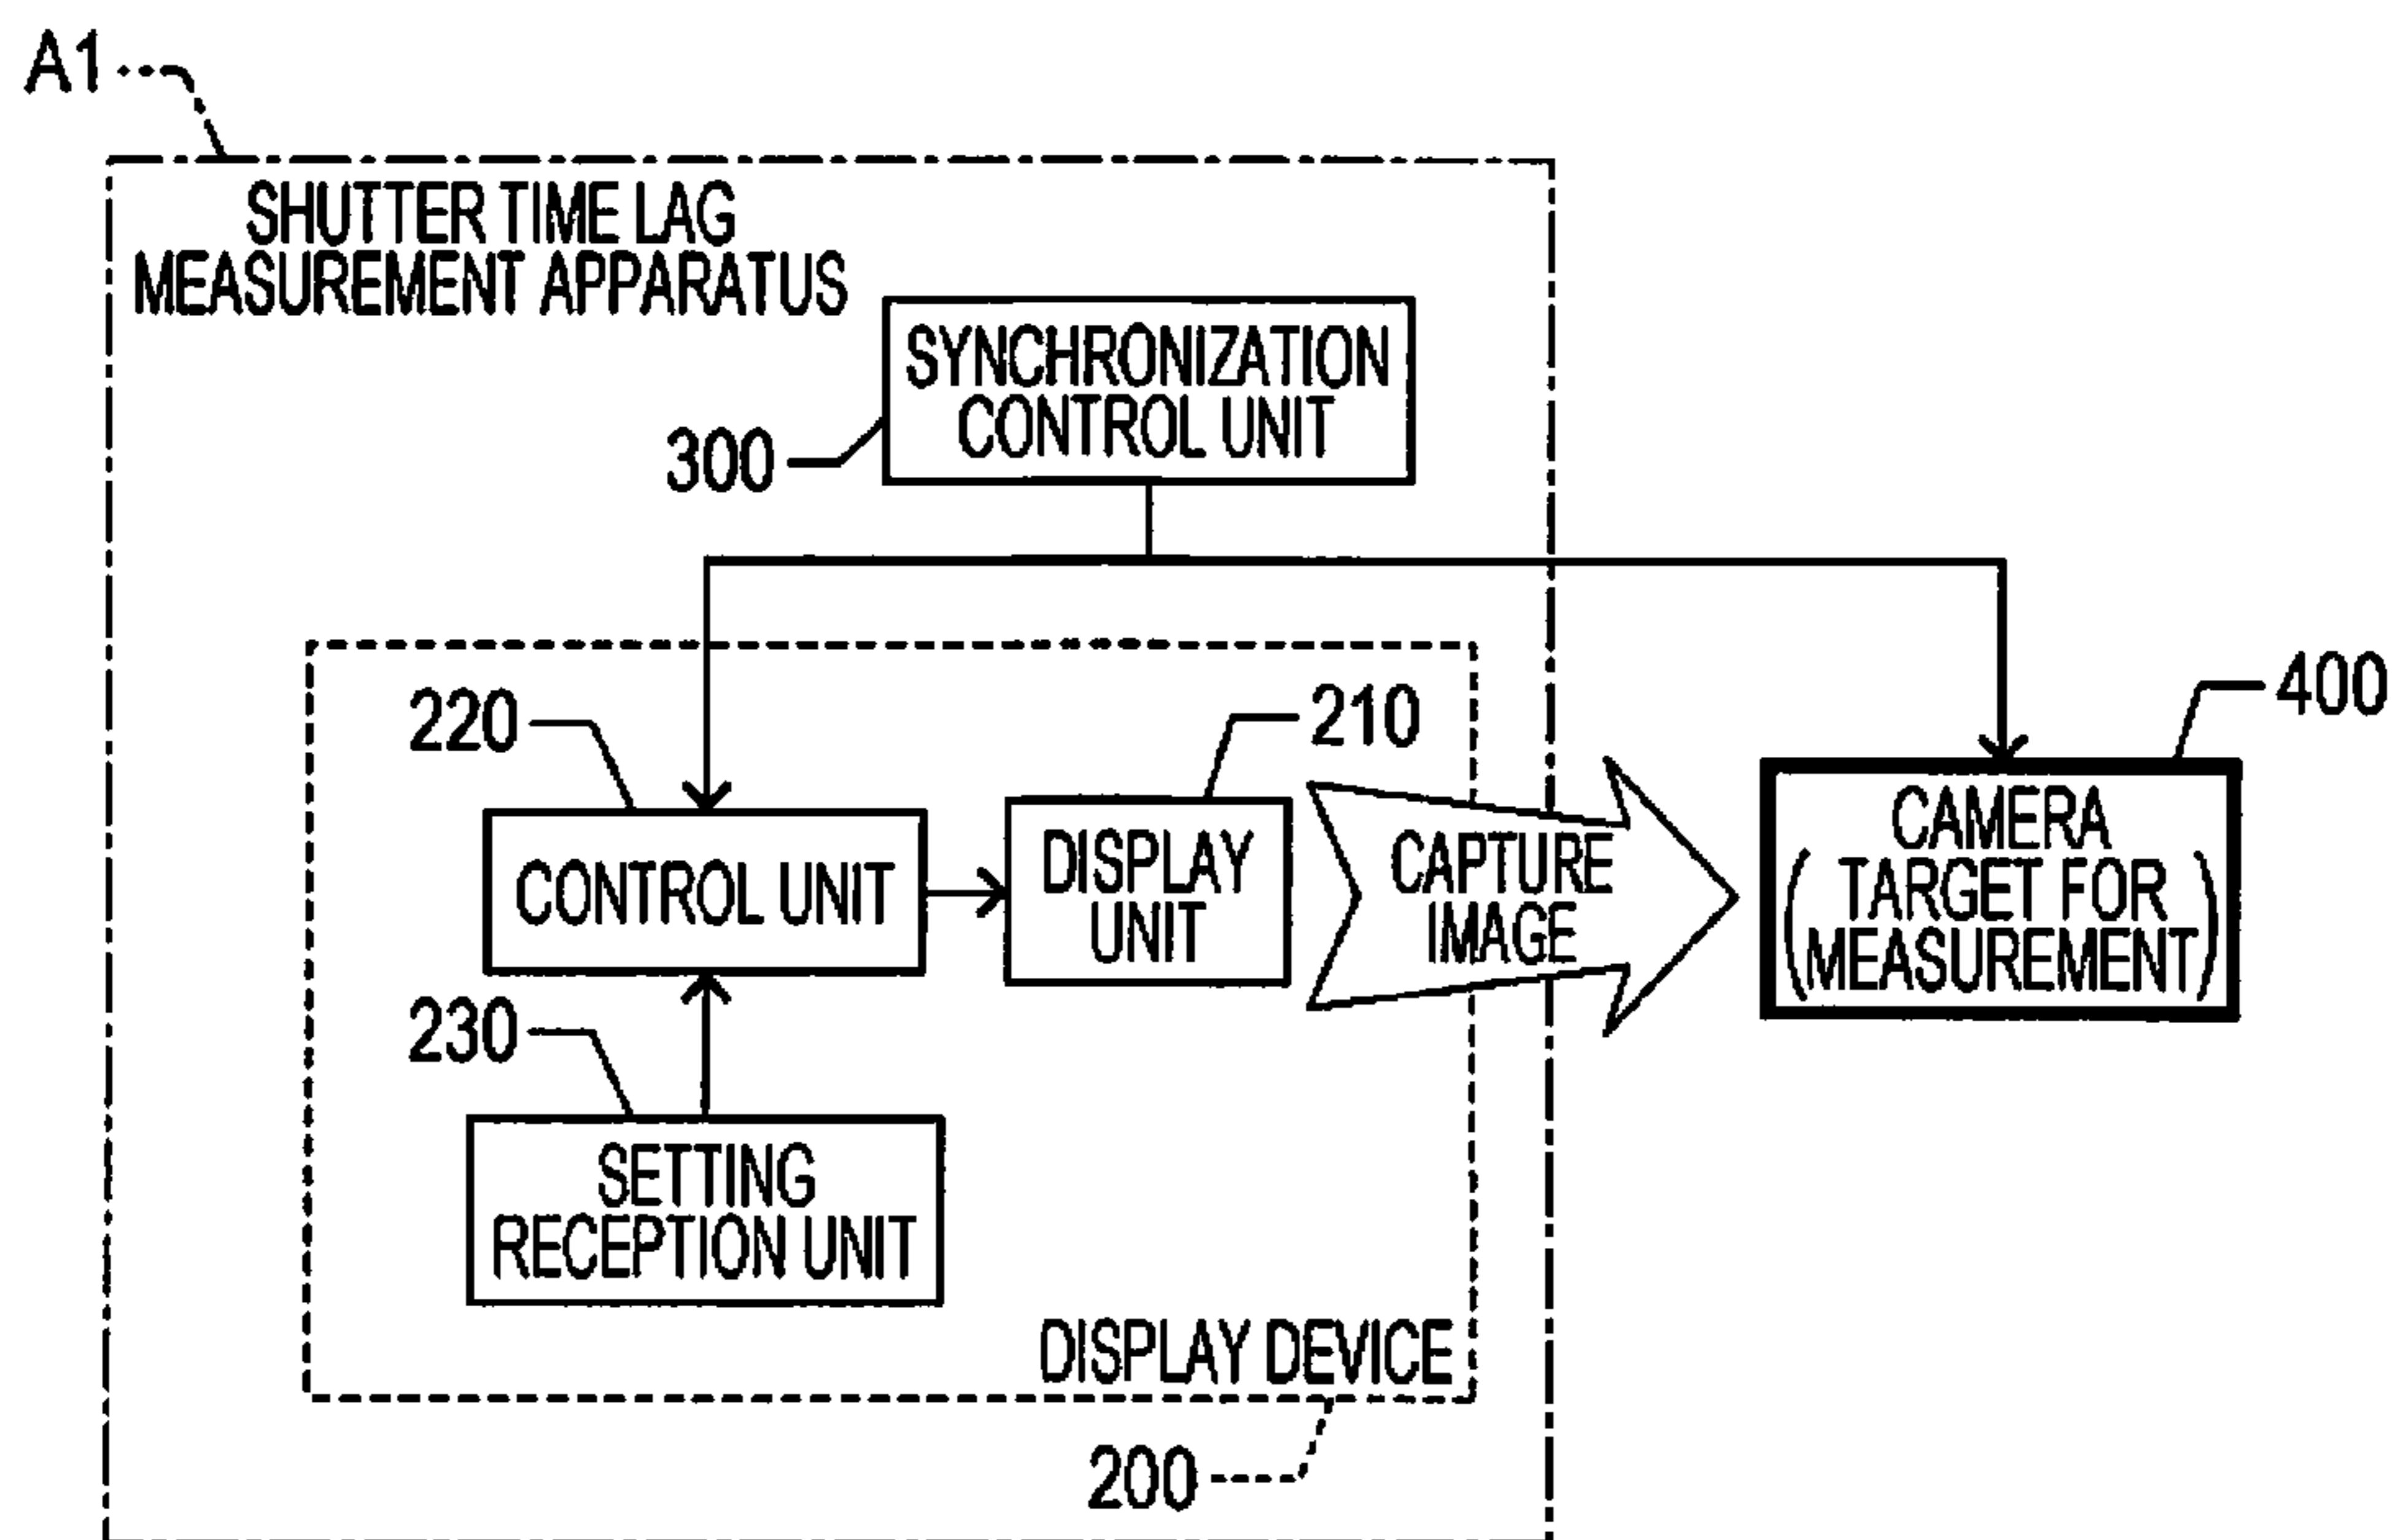 A1
SHUTTER TIME LAG
MEASUREMENT APPARATUS
SYNCHRONIZATION
CONTROL UNIT
300
220
210
400
CONTROL UNIT
DISPLAY
UNIT
CAPTURE
IMAGE
CAMERA
(TARGET FOR
MEASUREMENT)
230
SETTING
RECEPTION UNIT
DISPLAY DEVICE
200